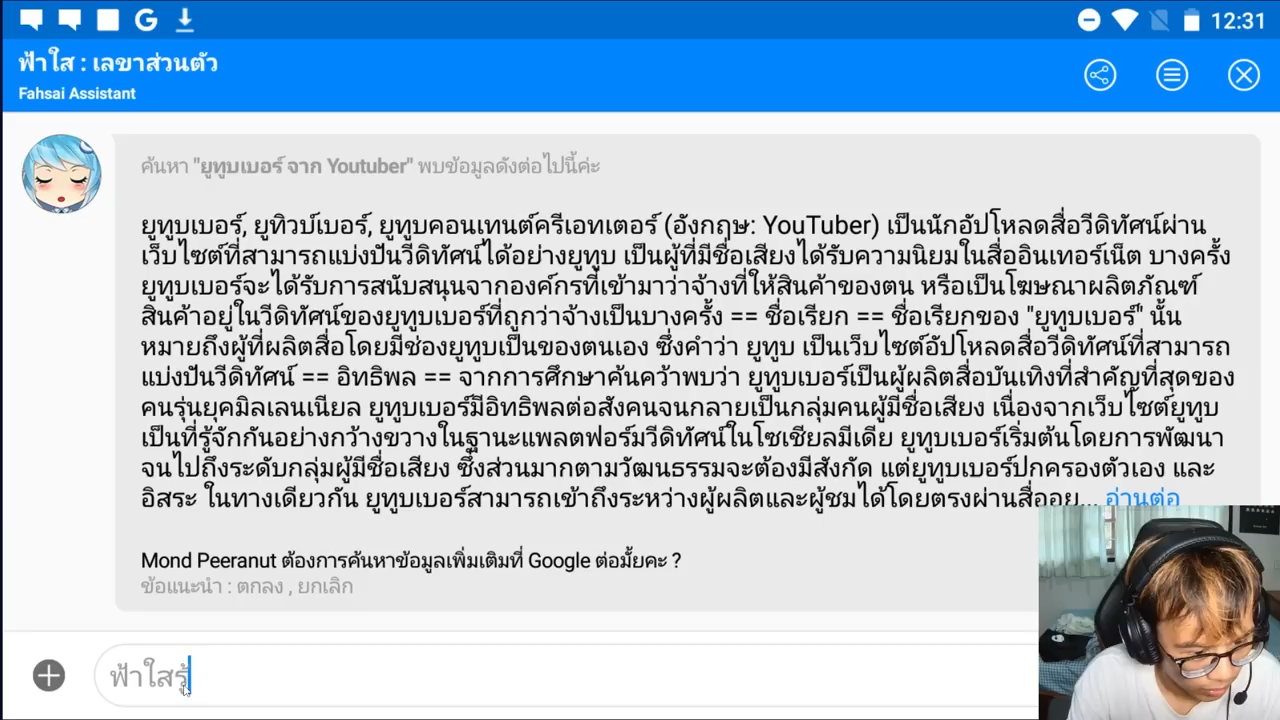 12:31
ฟ้าใส : เลขาส่วนตัว
Fahsai Assistant
ค้นหา "ยูทูบเบอร์ จาก Youtuber" พบข้อมูลดังต่อไปนี้ค่ะ
ยูทูบเบอร์, ยูทิวบ์เบอร์, ยูทูบคอนเทนต์ครีเอทเตอร์ (อังกฤษ: YouTuber) เป็นนักอัปโหลดสื่อวีดิทัศน์ผ่าน
เว็บไซต์ที่สามารถแบ่งปันวีดิทัศน์ได้อย่างยูทูบ เป็นผู้ที่มีชื่อเสียงได้รับความนิยมในสื่ออินเทอร์เน็ต บางครั้ง
ยูทูบเบอร์จะได้รับการสนับสนุนจากองค์กรที่เข้ามาว่าจ้างที่ให้สินค้าของตน หรือเป็นโฆษณาผลิตภัณฑ์
สินค้าอยู่ในวีดิทัศน์ของยูทูบเบอร์ที่ถูกว่าจ้างเป็นบางครั้ง == ชื่อเรียก == ชื่อเรียกของ "ยูทูบเบอร์" นั้น
หมายถึงผู้ที่ผลิตสื่อโดยมีช่องยูทูบเป็นของตนเอง ซึ่งคำว่า ยูทูบ เป็นเว็บไซต์อัปโหลดสื่อวีดิทัศน์ที่สามารถ
แบ่งปันวีดิทัศน์ == อิทธิพล == จากการศึกษาค้นคว้าพบว่า ยูทูบเบอร์เป็นผู้ผลิตสื่อบันเทิงที่สำคัญที่สุดของ
คนรุ่นยุคมิลเลนเนียล ยูทูบเบอร์มีอิทธิพลต่อสังคมจนกลายเป็นกลุ่มคนผู้มีชื่อเสียง เนื่องจากเว็บไซต์ยูทูบ
เป็นที่รู้จักกันอย่างกว้างขวางในฐานะแพลตฟอร์มวีดิทัศน์ในโซเชียลมีเดีย ยูทูบเบอร์เริ่มต้นโดยการพัฒนา
จนไปถึงระดับกลุ่มผู้มีชื่อเสียง ซึ่งส่วนมากตามวัฒนธรรมจะต้องมีสังกัด แต่ยูทูบเบอร์ปกครองตัวเอง และ
อิสระ ในทางเดียวกัน ยูทูบเบอร์สามารถเข้าถึงระหว่างผู้ผลิตและผู้ชมได้โดยตรงผ่านสื่ออย... อ่านต่อ
Mond Peeranut ต้องการค้นหาข้อมูลเพิ่มเติมที่ Google ต่อมั้ยคะ ?
ข้อแนะนำ : ตกลง , ยกเลิก
ฟ้าใสรู้